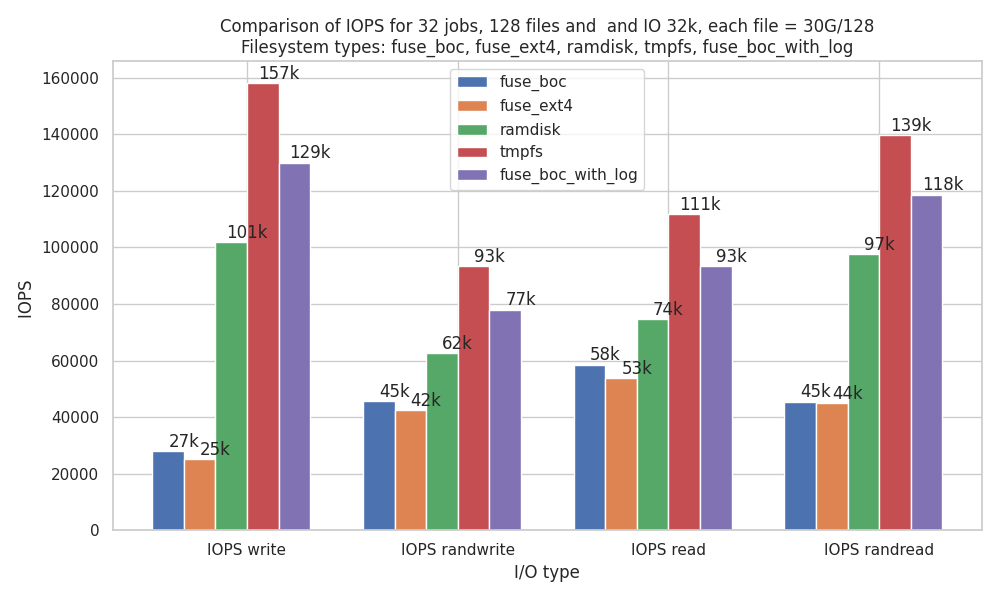 Comparison of IOPS for 32 jobs, 128 files and  and IO 32k, each file = 30G/128
Filesystem types: fuse_boc, fuse_ext4, ramdisk, tmpfs, fuse_boc_with_log
IOPS
160000
140000
120000
100000
80000
60000
40000
20000
0
fuse_boc
fuse_ext4
ramdisk
tmpfs
fuse_boc_with_log
27k
25k
101k
157k
129k
45k
42k
62k
93k
77k
58k
53k
74k
111k
93k
45k
44k
97k
139k
118k
IOPS write
IOPS randwrite
IOPS read
IOPS randread
I/O type